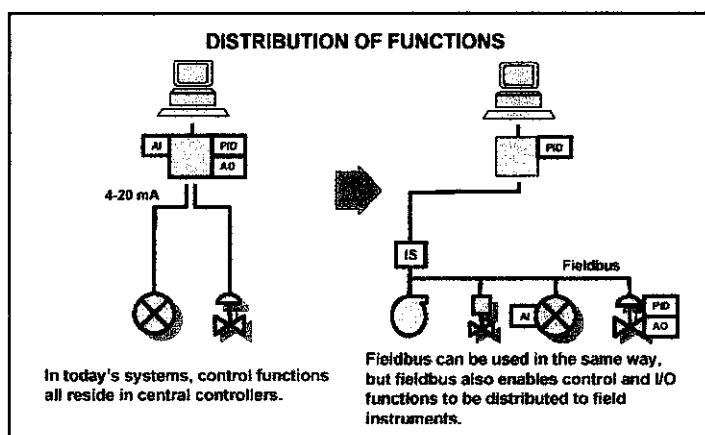 DISTRIBUTION OF FUNCTIONS
AI
PID
AO
4-20 mA
PID
IS
Fieldbus
AI
PID
AO
In today's systems, control functions
all reside in central controllers.
Fieldbus can be used in the same way,
but fieldbus also enables control and I/O
functions to be distributed to field
instruments.